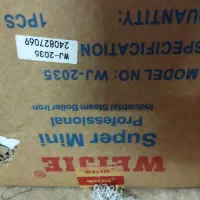 WEIJIE
Super Mini
Professional
Industrial Steam Boiler Iron
MODEL NO: WJ-2035
SPECIFICATION
QUANTITY: 1PCS
WJ-2035
240827069